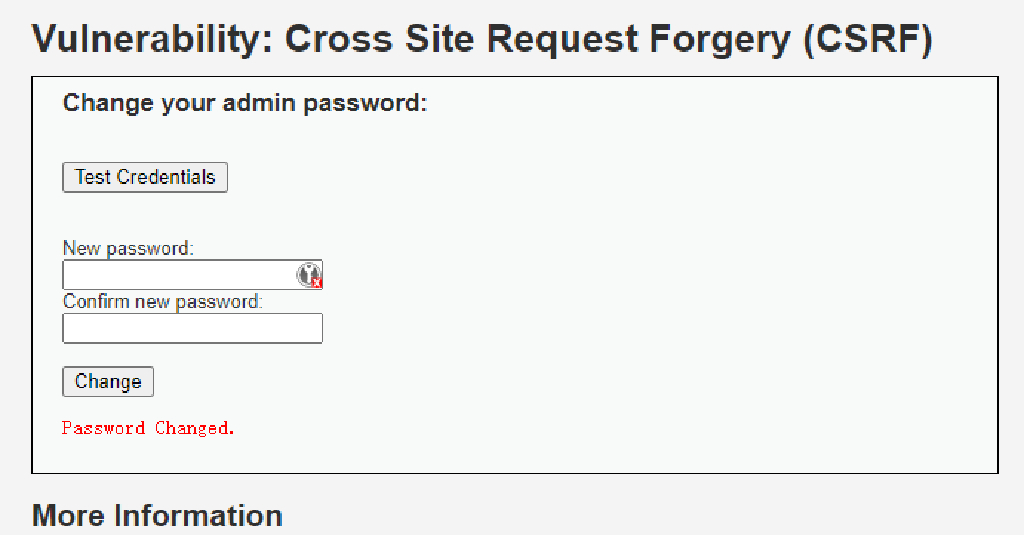 Vulnerability: Cross Site Request Forgery (CSRF)
Change your admin password:
Test Credentials
New password:
Confirm new password:
Change
Password Changed.
More Information